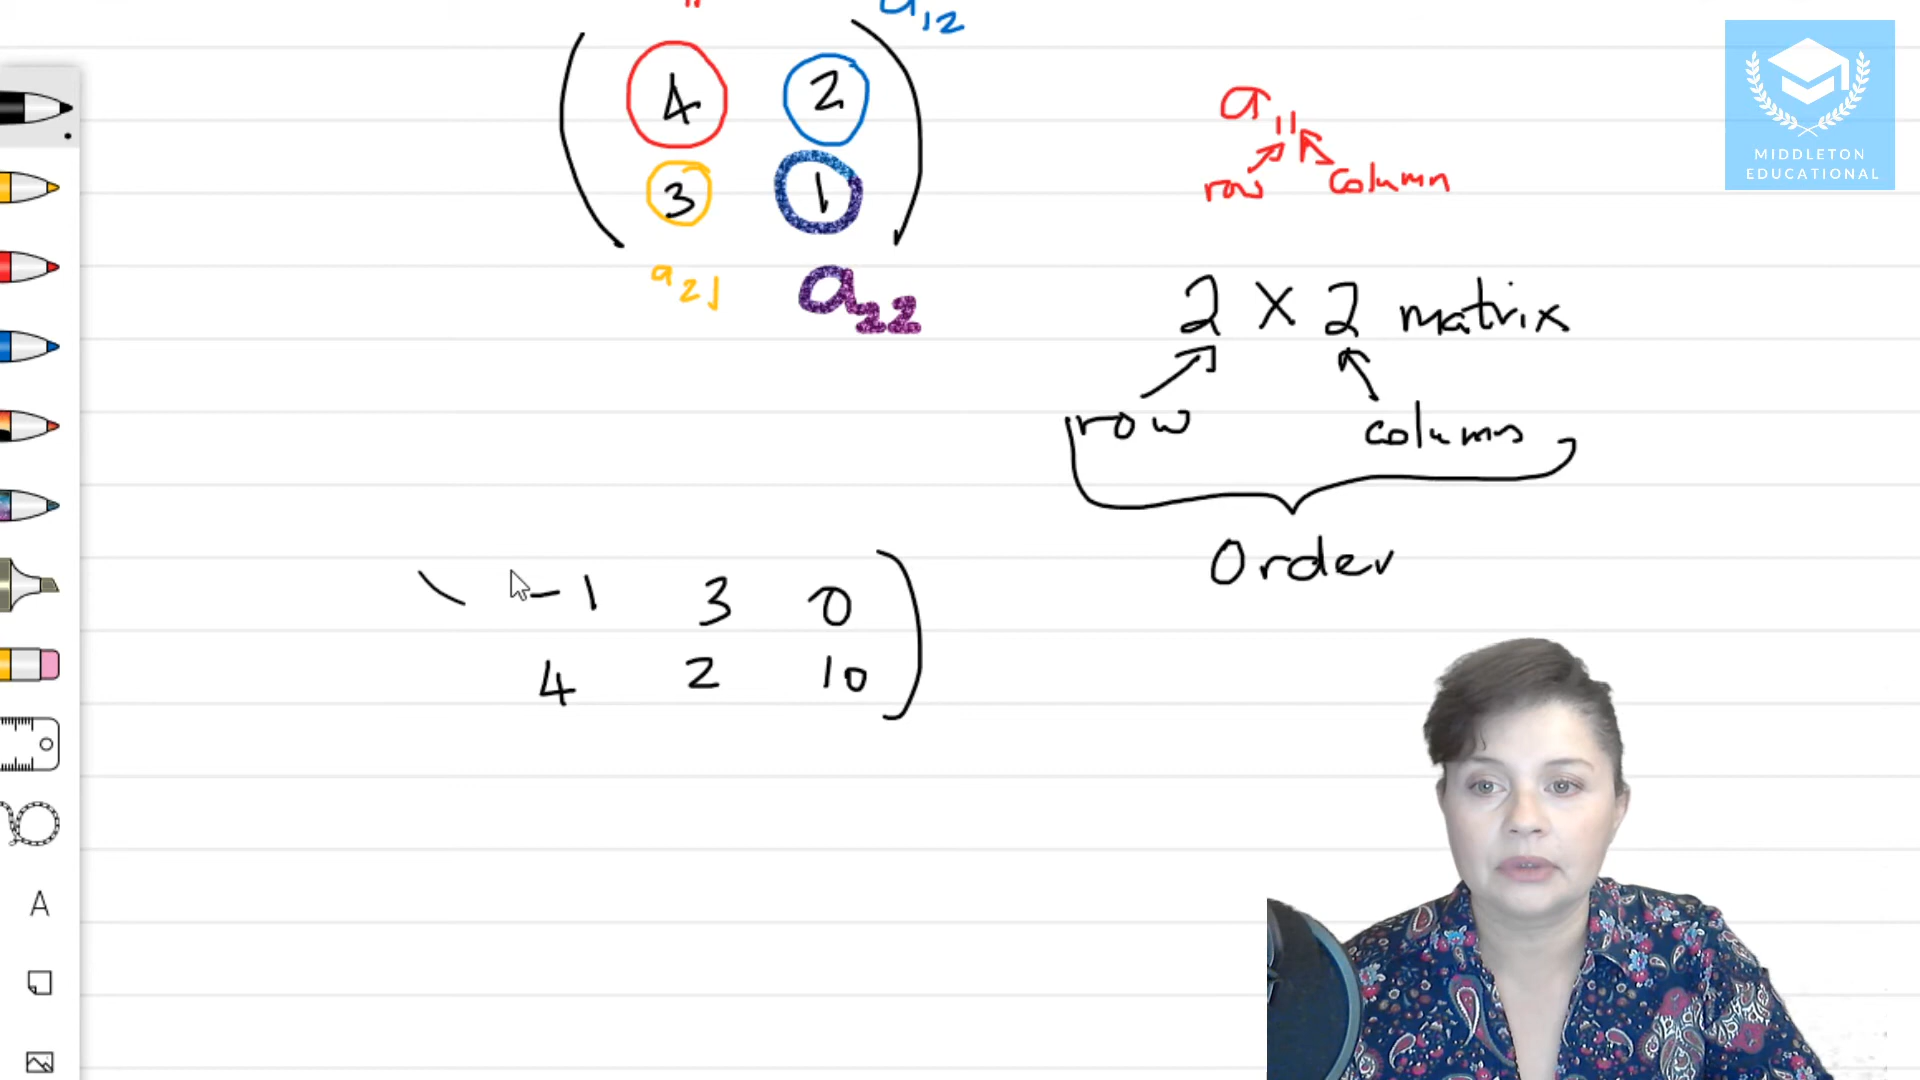 a12
4 2
3 1
a21 a22
a11
row column
2 X 2 matrix
row columns
Order
-1 3 0
4 2 10
MIDDLETON
EDUCATIONAL
A